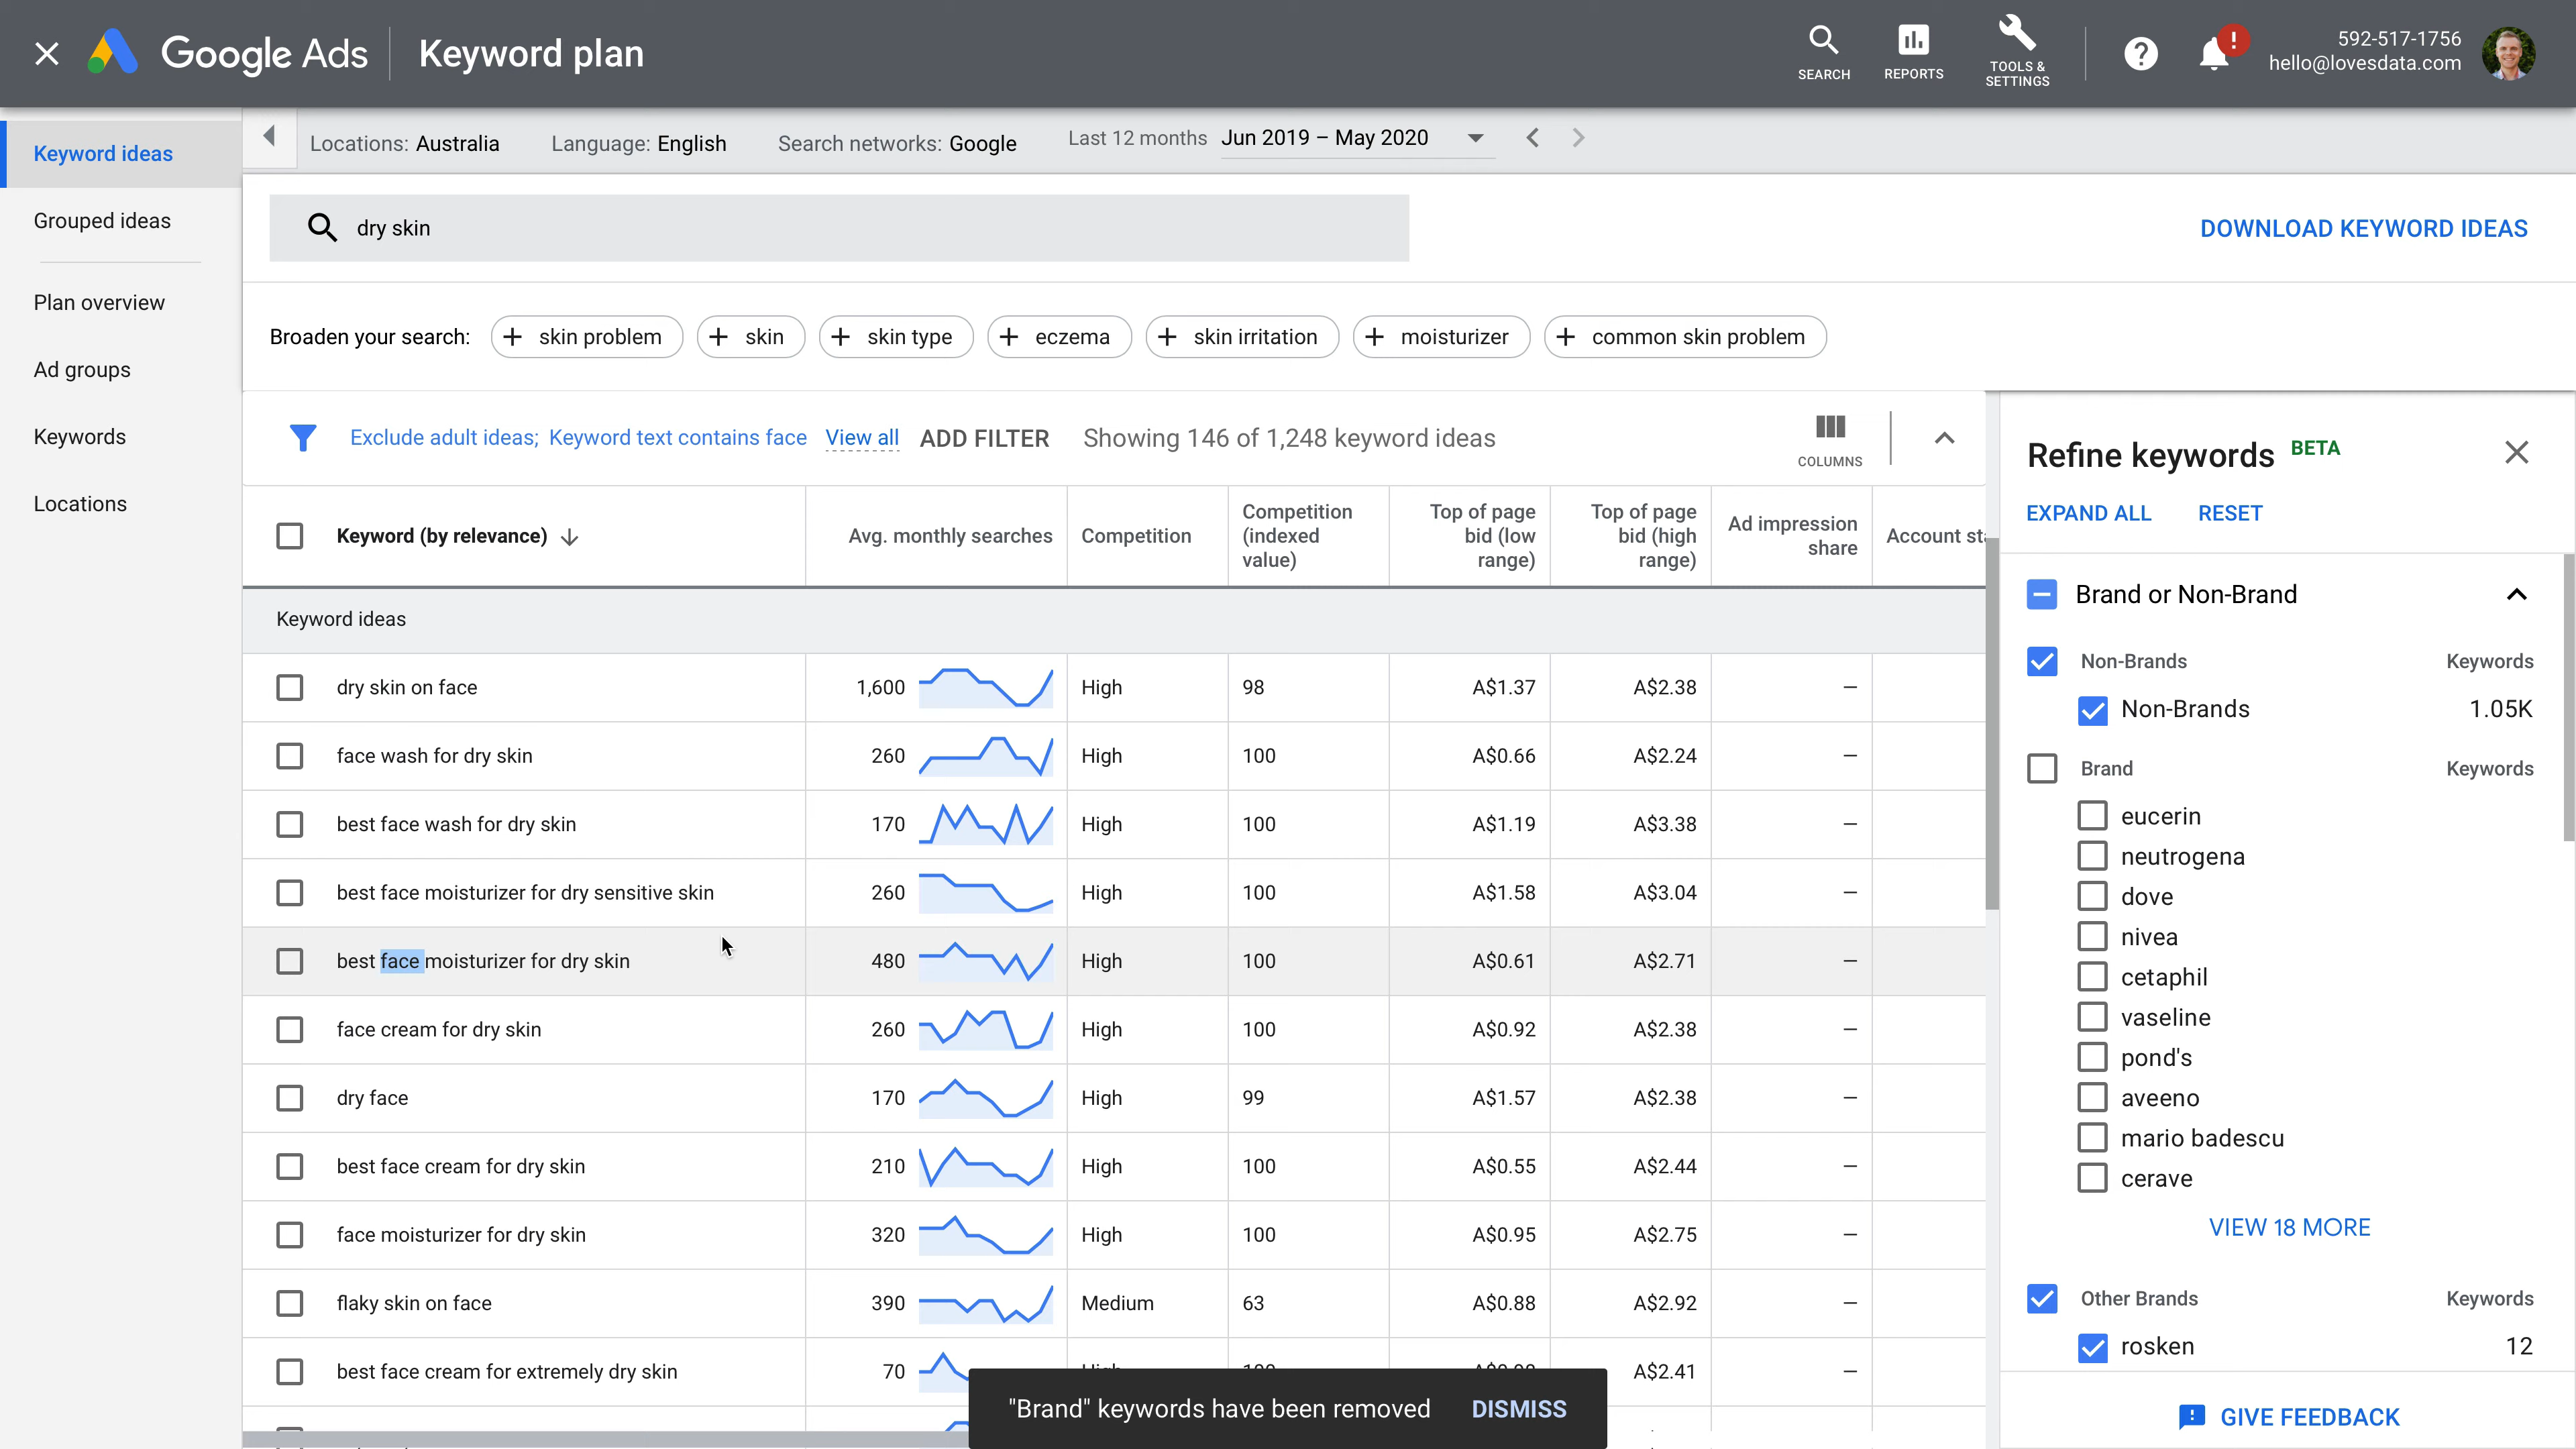 Google Ads
Keyword plan
SEARCH
REPORTS
TOOLS &
SETTINGS
592-517-1756
hello@lovesdata.com
Keyword ideas
Grouped ideas
Plan overview
Ad groups
Keywords
Locations
Locations: Australia
Language: English
Search networks: Google
Last 12 months Jun 2019 – May 2020
dry skin
DOWNLOAD KEYWORD IDEAS
Broaden your search:
skin problem
skin
skin type
eczema
skin irritation
moisturizer
common skin problem
Exclude adult ideas; Keyword text contains face View all ADD FILTER Showing 146 of 1,248 keyword ideas
COLUMNS
Keyword (by relevance)
Avg. monthly searches
Competition
Competition
(indexed
value)
Top of page
bid (low
range)
Top of page
bid (high
range)
Ad impression
share
Account
Keyword ideas
dry skin on face 1,600 High 98 A$1.37 A$2.38 –
face wash for dry skin 260 High 100 A$0.66 A$2.24 –
best face wash for dry skin 170 High 100 A$1.19 A$3.38 –
best face moisturizer for dry sensitive skin 260 High 100 A$1.58 A$3.04 –
best face moisturizer for dry skin 480 High 100 A$0.61 A$2.71 –
face cream for dry skin 260 High 100 A$0.92 A$2.38 –
dry face 170 High 99 A$1.57 A$2.38 –
best face cream for dry skin 210 High 100 A$0.55 A$2.44 –
face moisturizer for dry skin 320 High 100 A$0.95 A$2.75 –
flaky skin on face 390 Medium 63 A$0.88 A$2.92 –
best face cream for extremely dry skin 70 A$2.41 –
"Brand" keywords have been removed DISMISS
Refine keywords BETA
EXPAND ALL RESET
Brand or Non-Brand
Non-Brands Keywords
Non-Brands 1.05K
Brand Keywords
eucerin
neutrogena
dove
nivea
cetaphil
vaseline
pond's
aveeno
mario badescu
cerave
VIEW 18 MORE
Other Brands Keywords
rosken 12
GIVE FEEDBACK